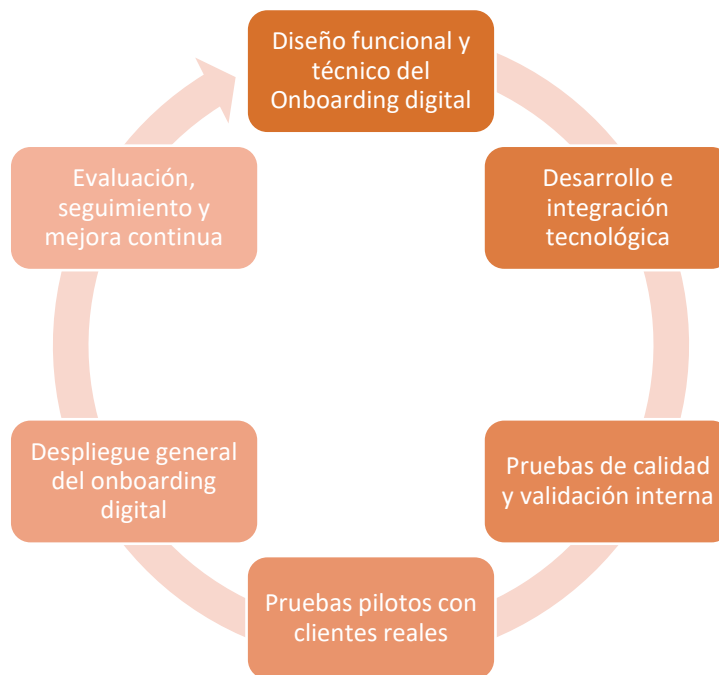 Diseño funcional y
técnico del
Onboarding digital
Desarrollo e
integración
tecnológica
Pruebas de calidad
y validación interna
Pruebas pilotos con
clientes reales
Despliegue general
del onboarding
digital
Evaluación,
seguimiento y
mejora continua